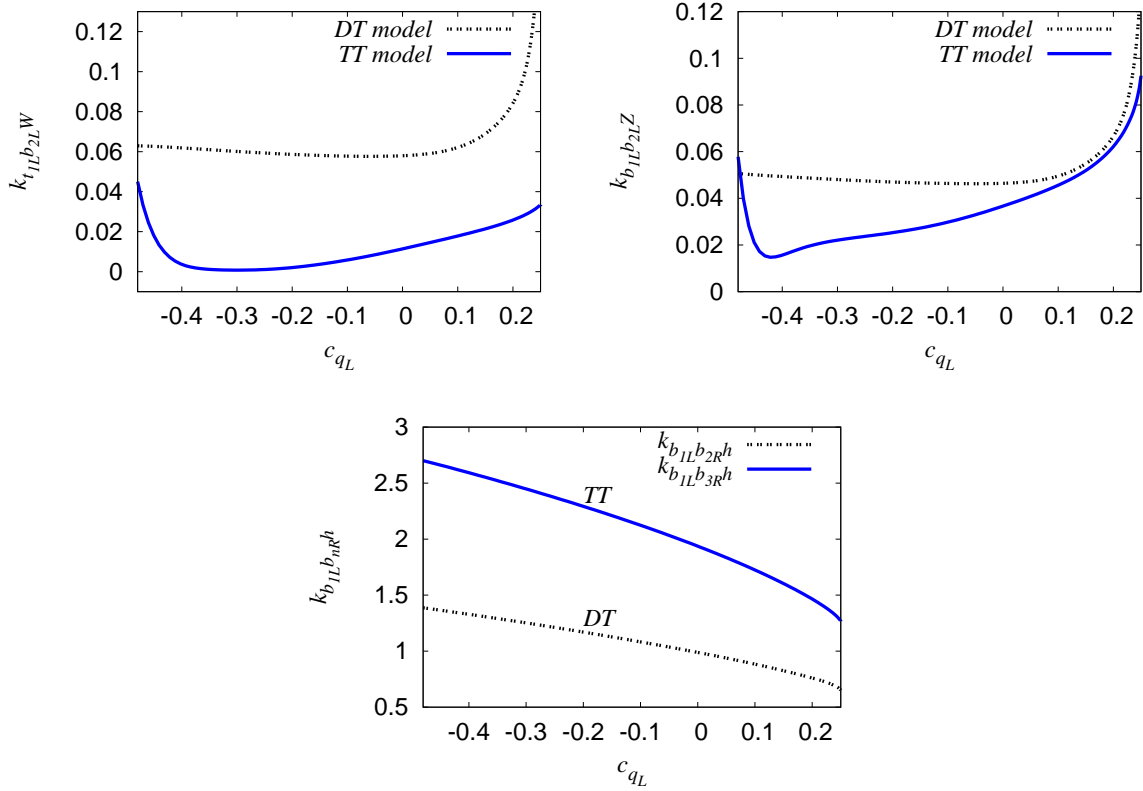 DT model
TT model
0.12
0.1
0.08
0.06
0.04
0.02
0
k_{t_{1L}b_{2L}W}
-0.4 -0.3 -0.2 -0.1 0 0.1 0.2
c_{q_L}
DT model
TT model
0.12
0.1
0.08
0.06
0.04
0.02
0
k_{b_{1L}b_{2L}Z}
-0.4 -0.3 -0.2 -0.1 0 0.1 0.2
c_{q_L}
k_{b_{1L}b_{2R}h}
k_{b_{1L}b_{3R}h}
3
2.5
2
1.5
1
0.5
TT
DT
k_{b_{1L}b_{nR}h}
-0.4 -0.3 -0.2 -0.1 0 0.1 0.2
c_{q_L}